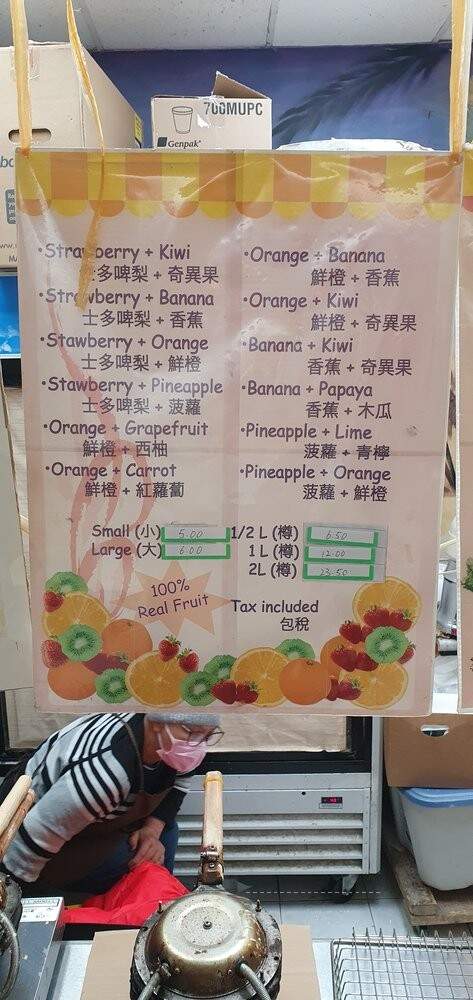 700MUPC
Genpak
•Strawberry + Kiwi
士多啤梨 + 奇異果
•Strawberry + Banana
士多啤梨 + 香蕉
•Stawberry + Orange
士多啤梨 + 鮮橙
•Stawberry + Pineapple
士多啤梨 + 菠蘿
•Orange + Grapefruit
鮮橙 + 西柚
•Orange + Carrot
鮮橙 + 紅蘿蔔
•Orange + Banana
鮮橙 + 香蕉
•Orange + Kiwi
鮮橙 + 奇異果
•Banana + Kiwi
香蕉 + 奇異果
•Banana + Papaya
香蕉 + 木瓜
•Pineapple + Lime
菠蘿 + 青檸
•Pineapple + Orange
菠蘿 + 鮮橙
Small (小) 5.00
Large (大) 6.00
1/2 L (樽) 6.50
1 L (樽) 12.00
2L (樽) 23.50
100%
Real Fruit
Tax included
包稅